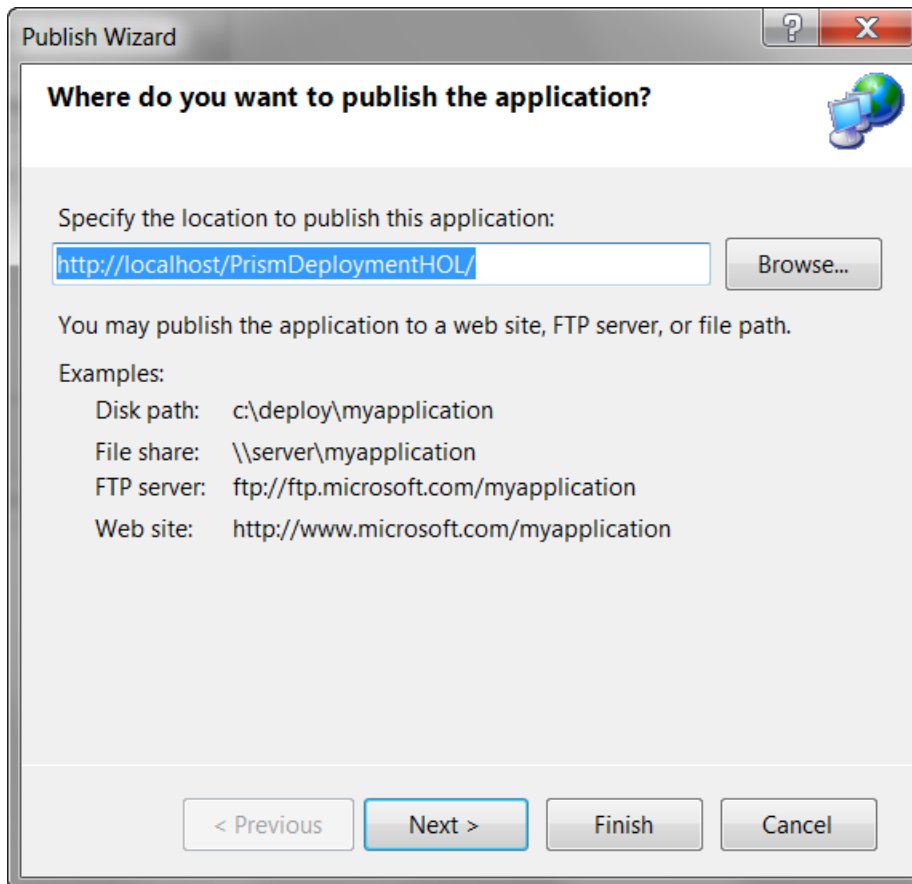 Publish Wizard
Where do you want to publish the application?
Specify the location to publish this application:
http://localhost/PrismDeploymentHOL/
Browse...
You may publish the application to a web site, FTP server, or file path.
Examples:
Disk path: c:\deploy\myapplication
File share: \\server\myapplication
FTP server: ftp://ftp.microsoft.com/myapplication
Web site: http://www.microsoft.com/myapplication
< Previous Next > Finish Cancel